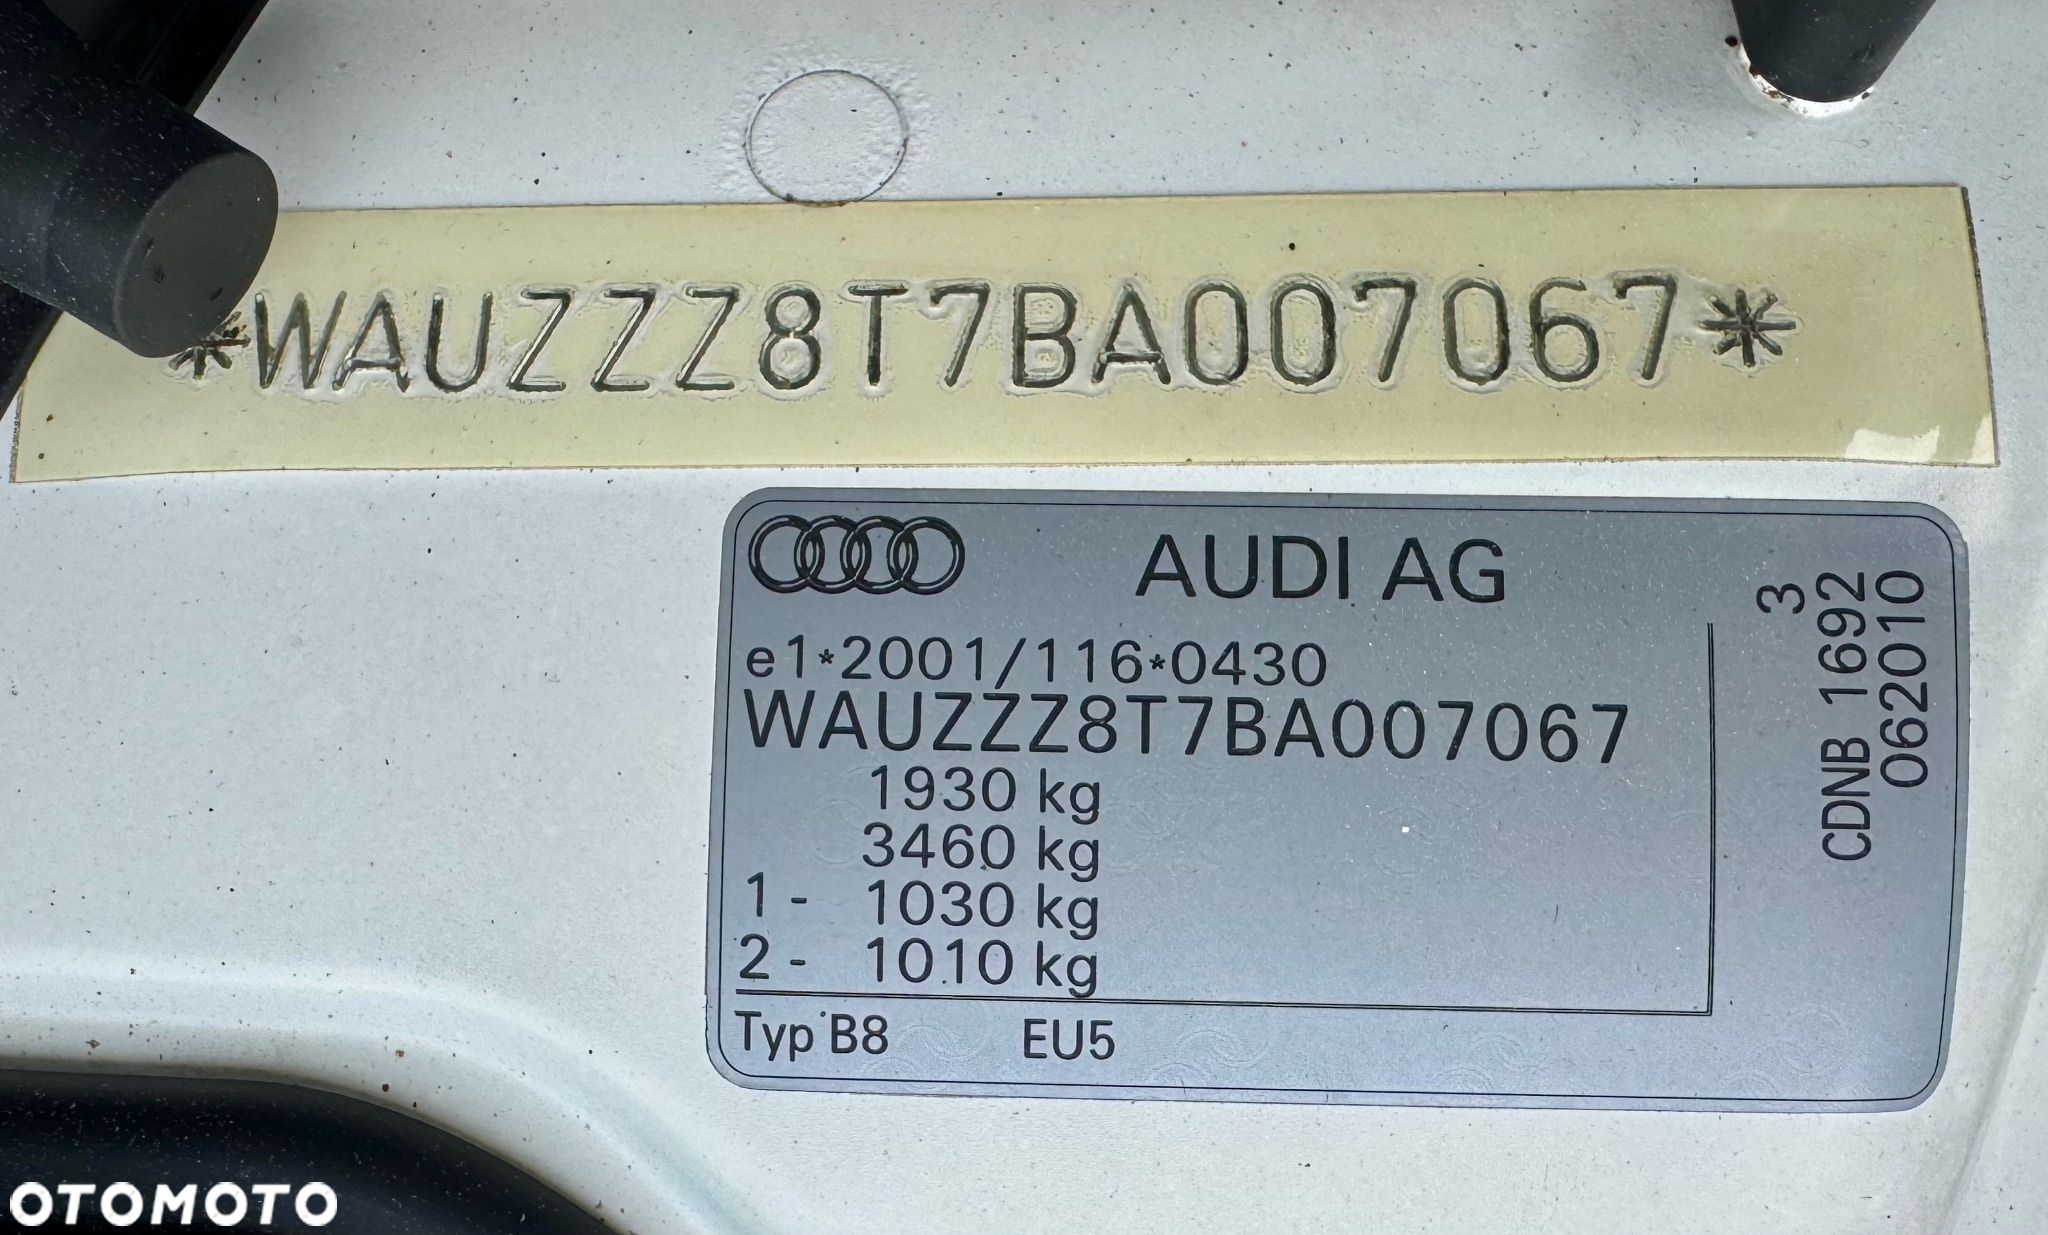 *WAUZZZ8T7BA007067*
AUDI AG
e1*2001/116*0430
WAUZZZ8T7BA007067
1930 kg
3460 kg
1 - 1030 kg
2 - 1010 kg
Typ B8 EU5
3
CDNB 1692
062010
OTOMOTO